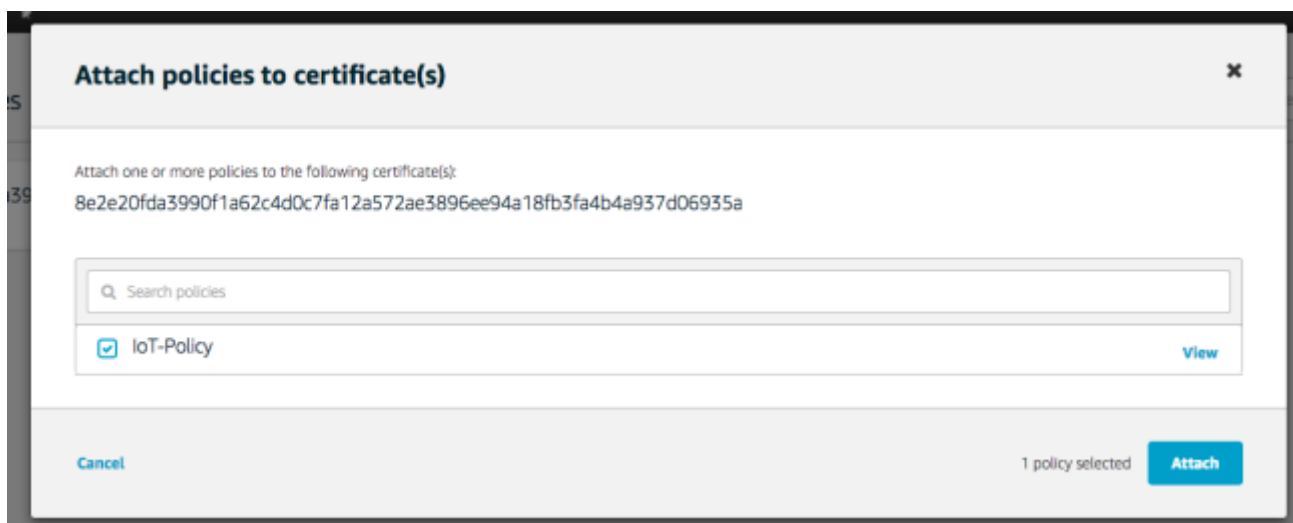 Attach policies to certificate(s)
Attach one or more policies to the following certificate(s):
8e2e20fda3990f1a62c4d0c7fa12a572ae3896ee94a18fb3fa4b4a937d06935a
Search policies
IoT-Policy View
Cancel 1 policy selected Attach